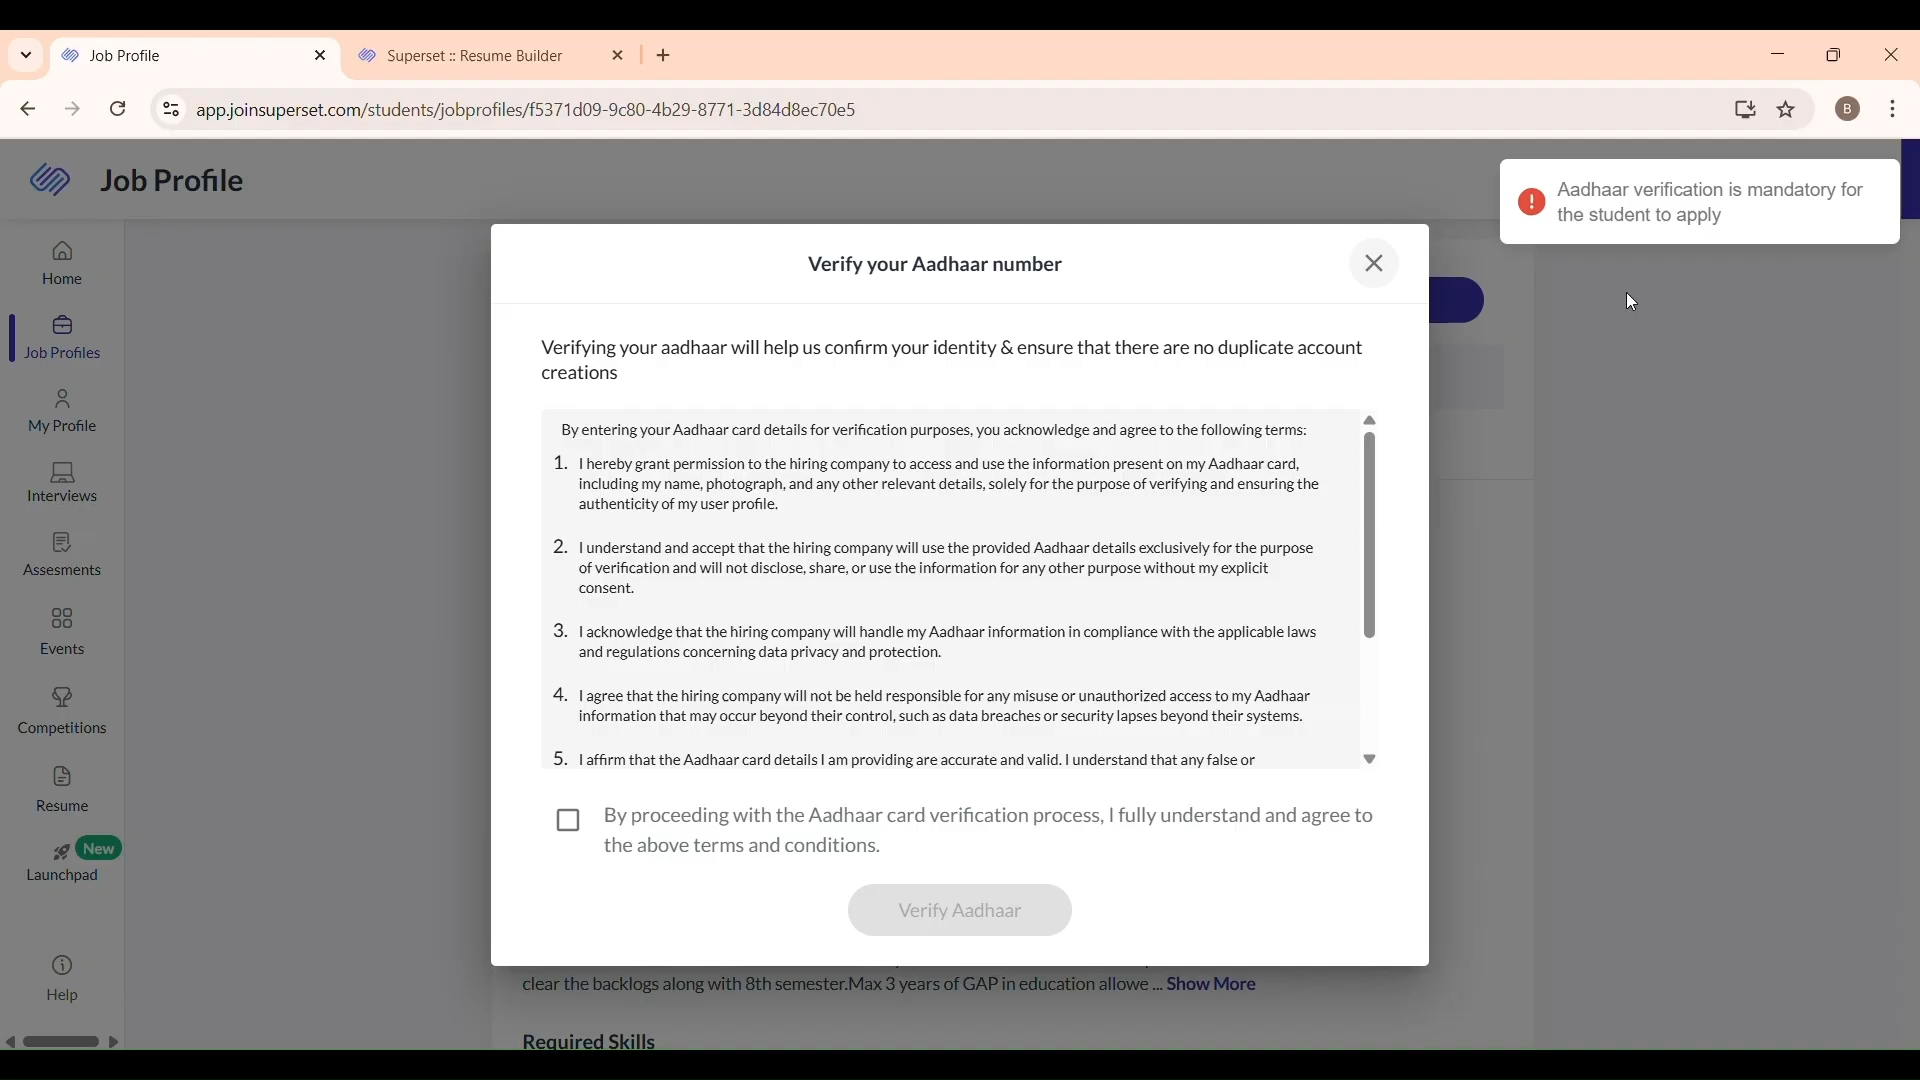 Job Profile
Superset :: Resume Builder
app.joinsuperset.com/students/jobprofiles/f5371d09-9c80-4b29-8771-3d84d8ec70e5
B
Job Profile
Aadhaar verification is mandatory for
the student to apply
Home
Job Profiles
My Profile
Interviews
Assesments
Events
Competitions
Resume
New
Launchpad
Help
Verify your Aadhaar number
Verifying your aadhaar will help us confirm your identity & ensure that there are no duplicate account
creations
By entering your Aadhaar card details for verification purposes, you acknowledge and agree to the following terms:
1. I hereby grant permission to the hiring company to access and use the information present on my Aadhaar card,
including my name, photograph, and any other relevant details, solely for the purpose of verifying and ensuring the
authenticity of my user profile.
2. I understand and accept that the hiring company will use the provided Aadhaar details exclusively for the purpose
of verification and will not disclose, share, or use the information for any other purpose without my explicit
consent.
3. I acknowledge that the hiring company will handle my Aadhaar information in compliance with the applicable laws
and regulations concerning data privacy and protection.
4. I agree that the hiring company will not be held responsible for any misuse or unauthorized access to my Aadhaar
information that may occur beyond their control, such as data breaches or security lapses beyond their systems.
5. I affirm that the Aadhaar card details I am providing are accurate and valid. I understand that any false or
By proceeding with the Aadhaar card verification process, I fully understand and agree to
the above terms and conditions.
Verify Aadhaar
clear the backlogs along with 8th semester.Max 3 years of GAP in education allowe ... Show More
Required Skills